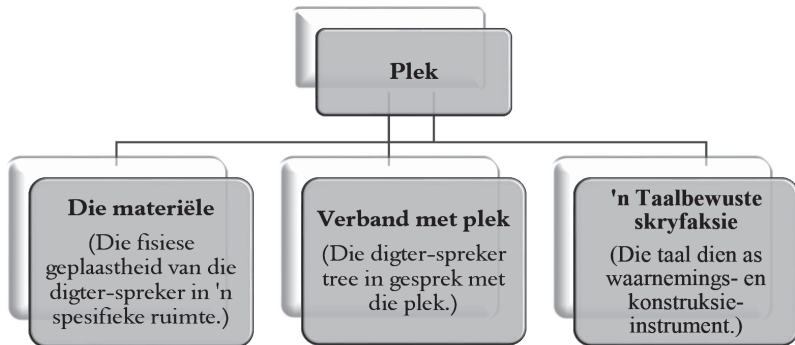 Plek
Die materiële
(Die fisiese
geplaastheid van die
digter-spreker in 'n
spesifieke ruimte.)
Verband met plek
(Die digter-spreker
tree in gesprek met
die plek.)
'n Taalbewuste
skryfaksie
(Die taal dien as
waarnemings- en
konstruksie-
instrument.)